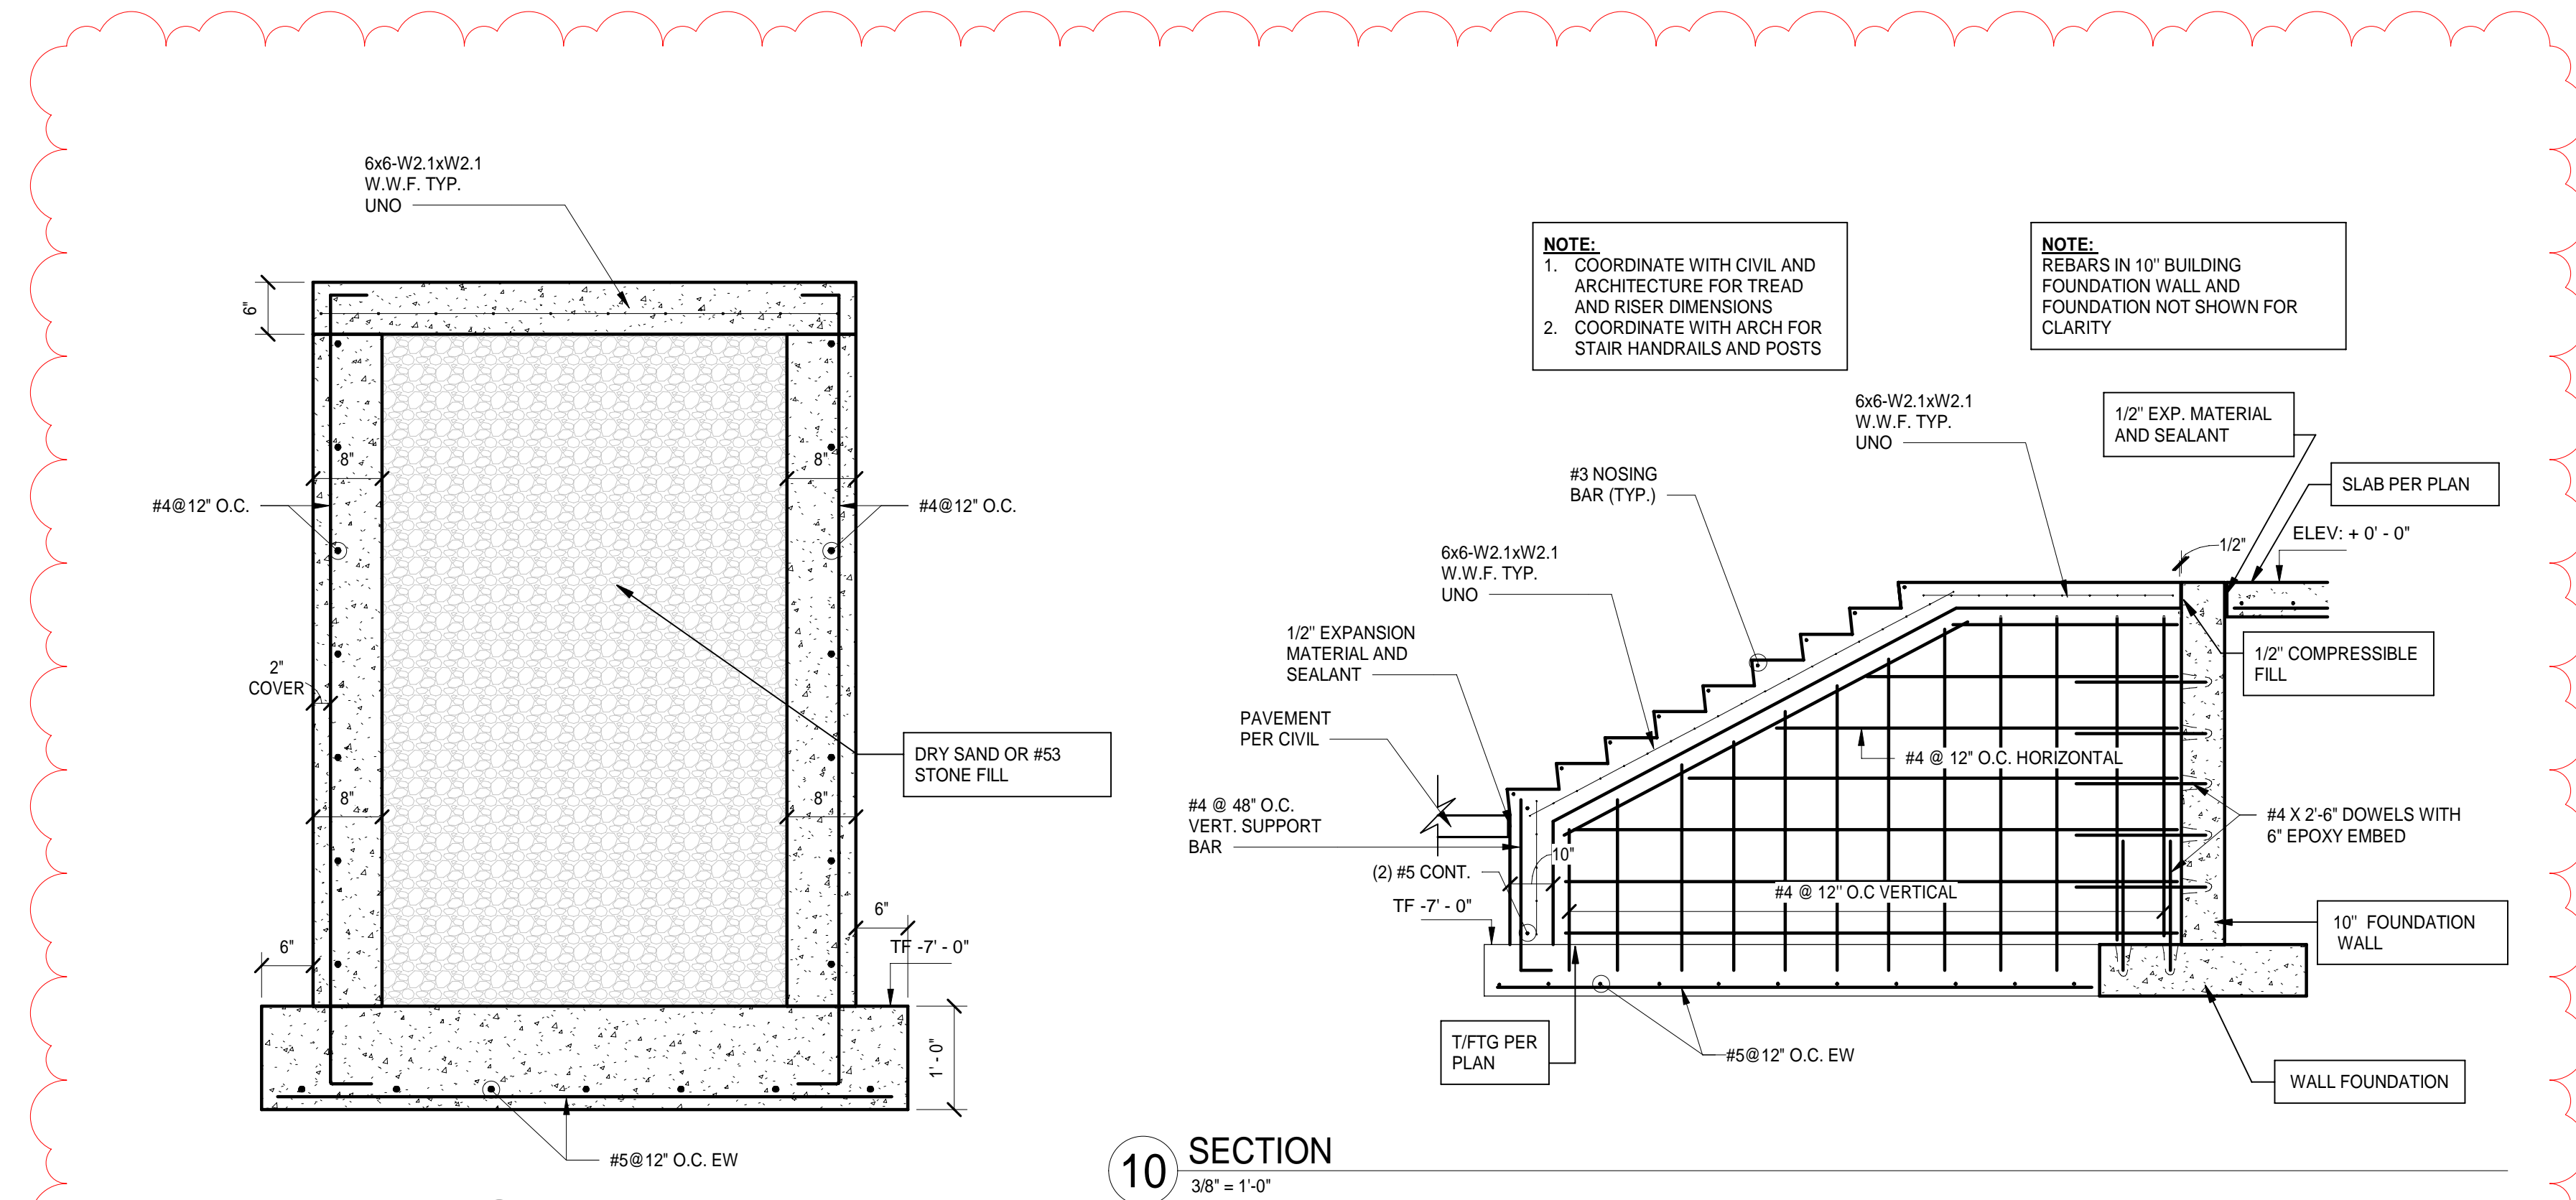 6x6-W2.1xW2.1
W.W.F. TYP.
UNO
6"
8"
8"
#4@12" O.C.
#4@12" O.C.
2"
COVER
DRY SAND OR #53
STONE FILL
8"
8"
6"
6"
TF -7' - 0"
1' - 0"
#5@12" O.C. EW
NOTE:
1. COORDINATE WITH CIVIL AND
ARCHITECTURE FOR TREAD
AND RISER DIMENSIONS
2. COORDINATE WITH ARCH FOR
STAIR HANDRAILS AND POSTS
NOTE:
REBARS IN 10" BUILDING
FOUNDATION WALL AND
FOUNDATION NOT SHOWN FOR
CLARITY
6x6-W2.1xW2.1
W.W.F. TYP.
UNO
1/2" EXP. MATERIAL
AND SEALANT
#3 NOSING
BAR (TYP.)
SLAB PER PLAN
ELEV: + 0' - 0"
1/2"
6x6-W2.1xW2.1
W.W.F. TYP.
UNO
1/2" EXPANSION
MATERIAL AND
SEALANT
1/2" COMPRESSIBLE
FILL
PAVEMENT
PER CIVIL
#4 @ 12" O.C. HORIZONTAL
#4 @ 48" O.C.
VERT. SUPPORT
BAR
#4 X 2'-6" DOWELS WITH
6" EPOXY EMBED
10"
(2) #5 CONT.
#4 @ 12" O.C VERTICAL
TF -7' - 0"
10" FOUNDATION
WALL
T/FTG PER
PLAN
#5@12" O.C. EW
WALL FOUNDATION
10 SECTION
3/8" = 1'-0"